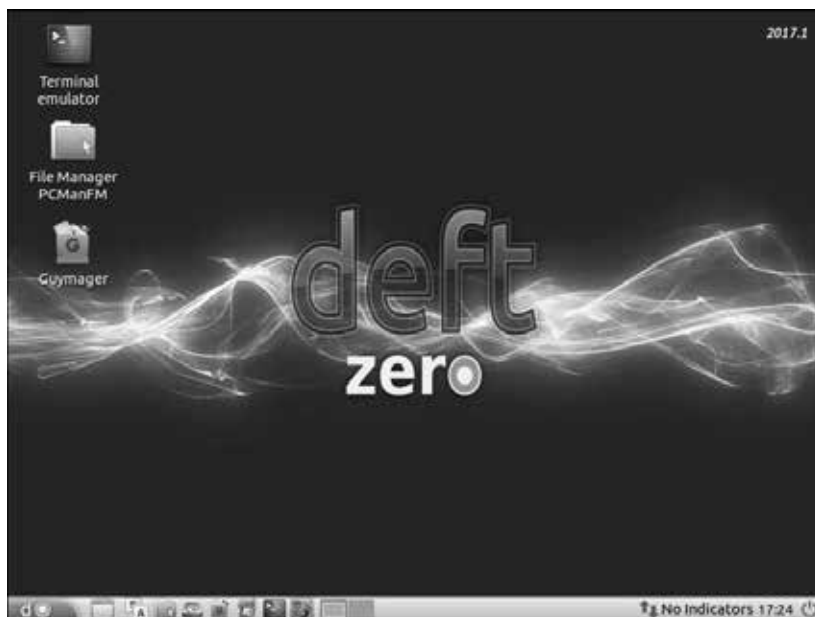 2017.1
Terminal
emulator
File Manager
PCManFM
Guymager
deft
zero
No Indicators 17:24